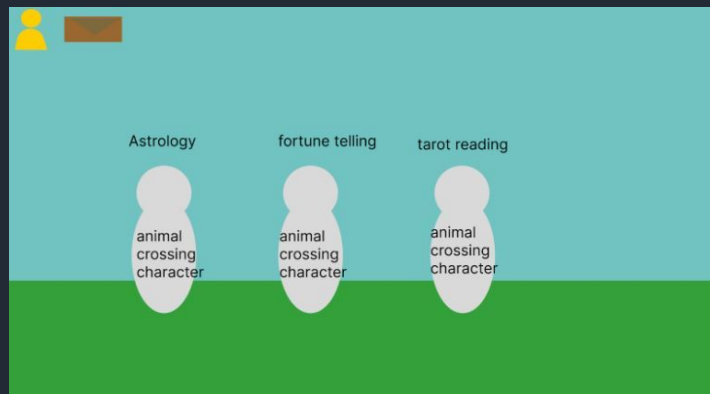 Astrology
fortune telling
tarot reading
animal
crossing
character
animal
crossing
character
animal
crossing
character